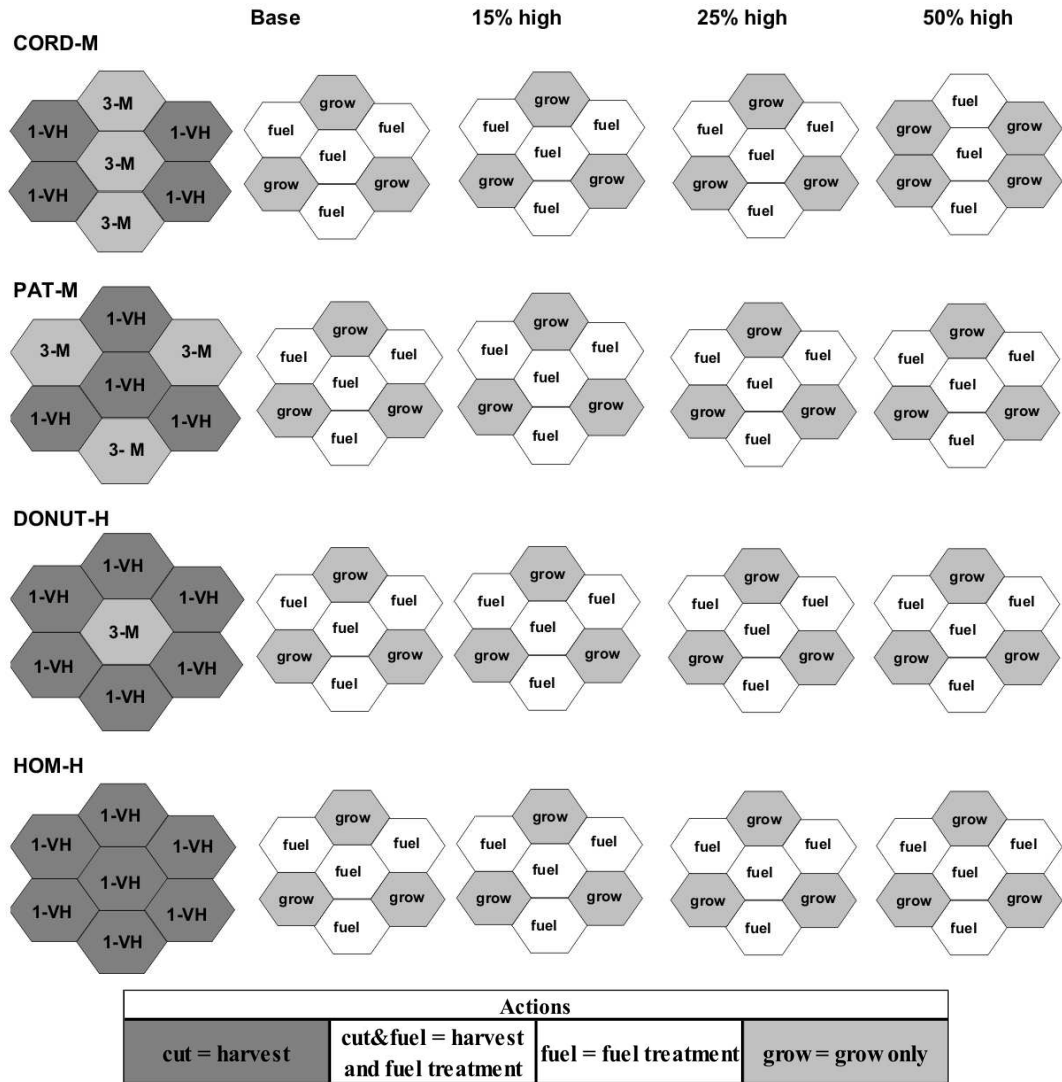 Base 15% high 25% high 50% high
CORD-M
3-M
1-VH 1-VH
3-M
1-VH 1-VH
3-M
grow
fuel fuel
fuel
grow grow
fuel
grow
fuel fuel
fuel
grow grow
fuel
grow
fuel fuel
fuel
grow grow
fuel
fuel
grow grow
fuel
grow grow
fuel
PAT-M
1-VH
3-M 3-M
1-VH
1-VH 1-VH
3- M
grow
fuel fuel
fuel
grow grow
fuel
grow
fuel fuel
fuel
grow grow
fuel
grow
fuel fuel
fuel
grow grow
fuel
grow
fuel fuel
fuel
grow grow
fuel
DONUT-H
1-VH
1-VH 1-VH
3-M
1-VH 1-VH
1-VH
grow
fuel fuel
fuel
grow grow
fuel
grow
fuel fuel
fuel
grow grow
fuel
grow
fuel fuel
fuel
grow grow
fuel
grow
fuel fuel
fuel
grow grow
fuel
HOM-H
1-VH
1-VH 1-VH
1-VH
1-VH 1-VH
1-VH
grow
fuel fuel
fuel
grow grow
fuel
grow
fuel fuel
fuel
grow grow
fuel
grow
fuel fuel
fuel
grow grow
fuel
grow
fuel fuel
fuel
grow grow
fuel
Actions
cut = harvest
cut&fuel = harvest
and fuel treatment
fuel = fuel treatment
grow = grow only